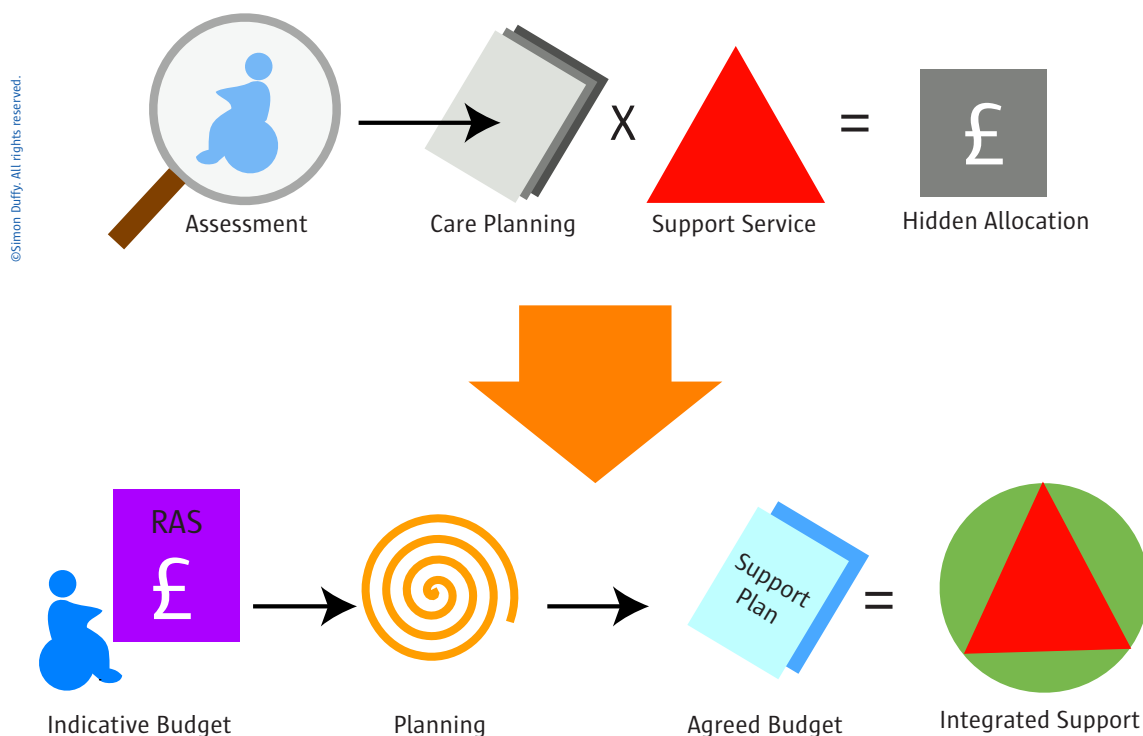 ©Simon Duffy. All rights reserved.
X
=
£
Assessment
Care Planning
Support Service
Hidden Allocation
RAS
£
Support
Plan
=
Indicative Budget
Planning
Agreed Budget
Integrated Support